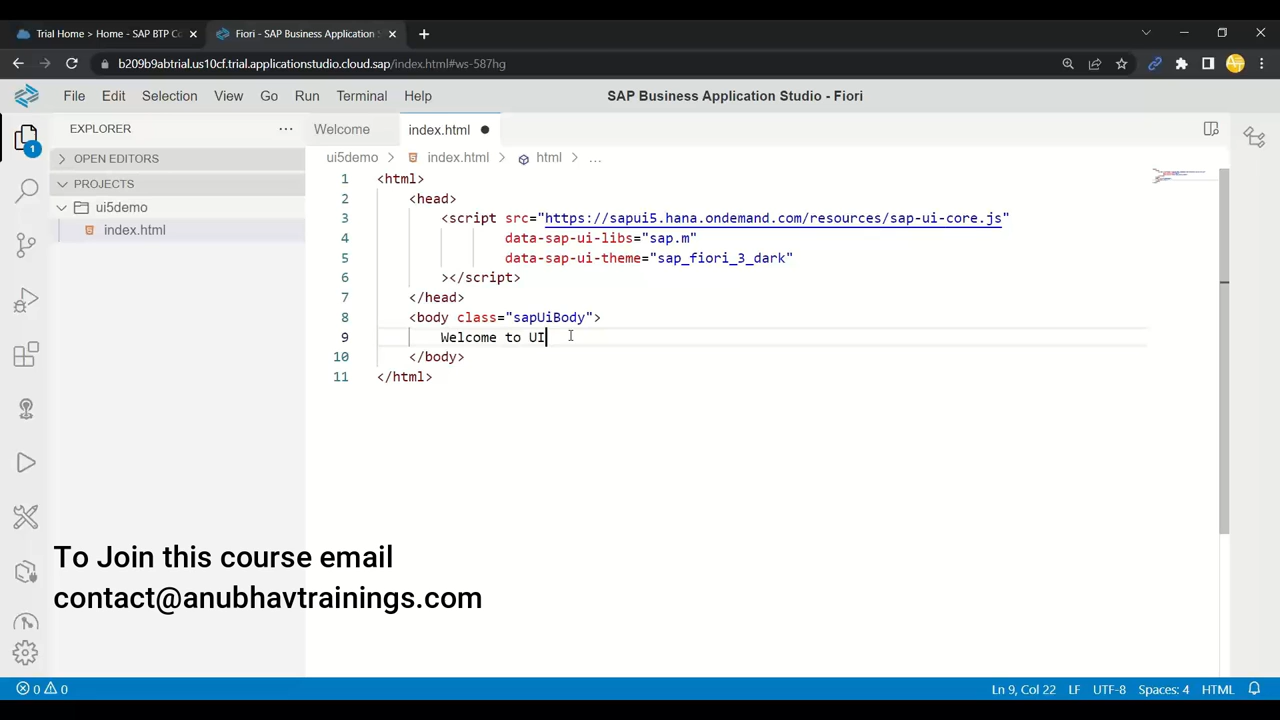 Trial Home > Home - SAP BTP Co
Fiori - SAP Business Application
b209b9abtrial.us10cf.trial.applicationstudio.cloud.sap/index.html#ws-587hg
File Edit Selection View Go Run Terminal Help
SAP Business Application Studio - Fiori
EXPLORER
Welcome
index.html
OPEN EDITORS
PROJECTS
ui5demo
index.html
1
ui5demo > index.html > html > ...
1 <html>
2 <head>
3 <script src="https://sapui5.hana.ondemand.com/resources/sap-ui-core.js"
4 data-sap-ui-libs="sap.m"
5 data-sap-ui-theme="sap_fiori_3_dark"
6 ></script>
7 </head>
8 <body class="sapUiBody">
9 Welcome to UI
10 </body>
11 </html>
To Join this course email
contact@anubhavtrainings.com
0 0
Ln 9, Col 22 LF UTF-8 Spaces: 4 HTML